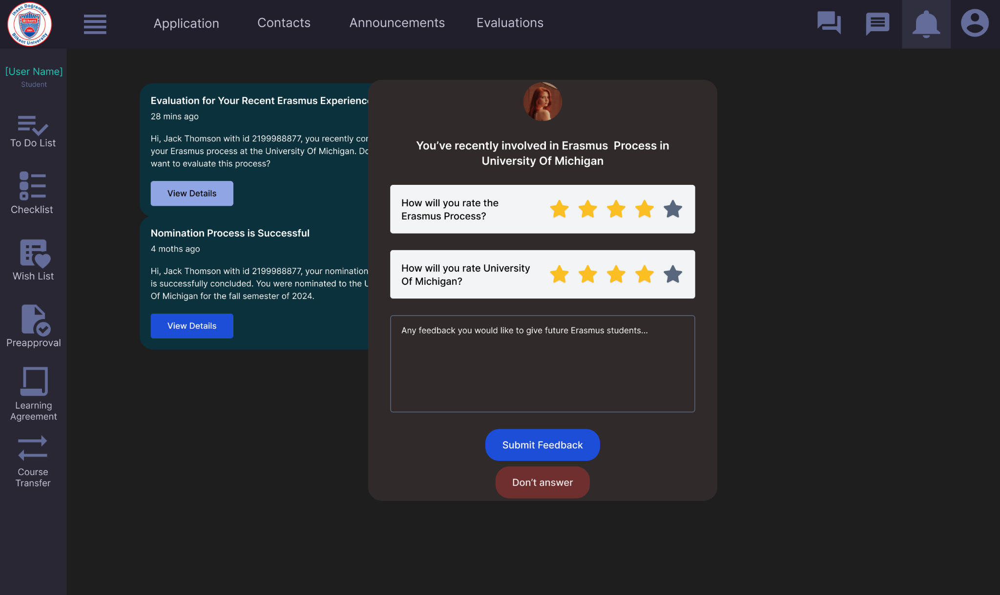 İhsan Doğramacı
Bilkent
1984
Bilkent University
Application
Contacts
Announcements
Evaluations
[User Name]
Student
To Do List
Checklist
Wish List
Preapproval
Learning
Agreement
Course
Transfer
Evaluation for Your Recent Erasmus Experienc
28 mins ago
Hi, Jack Thomson with id 2199988877, you recently con
your Erasmus process at the University Of Michigan. Do
want to evaluate this process?
View Details
Nomination Process is Successful
4 moths ago
Hi, Jack Thomson with id 2199988877, your nomination
is successfully concluded. You were nominated to the U
Of Michigan for the fall semester of 2024.
View Details
You’ve recently involved in Erasmus  Process in
University Of Michigan
How will you rate the
Erasmus Process?
How will you rate University
Of Michigan?
Any feedback you would like to give future Erasmus students...
Submit Feedback
Don’t answer